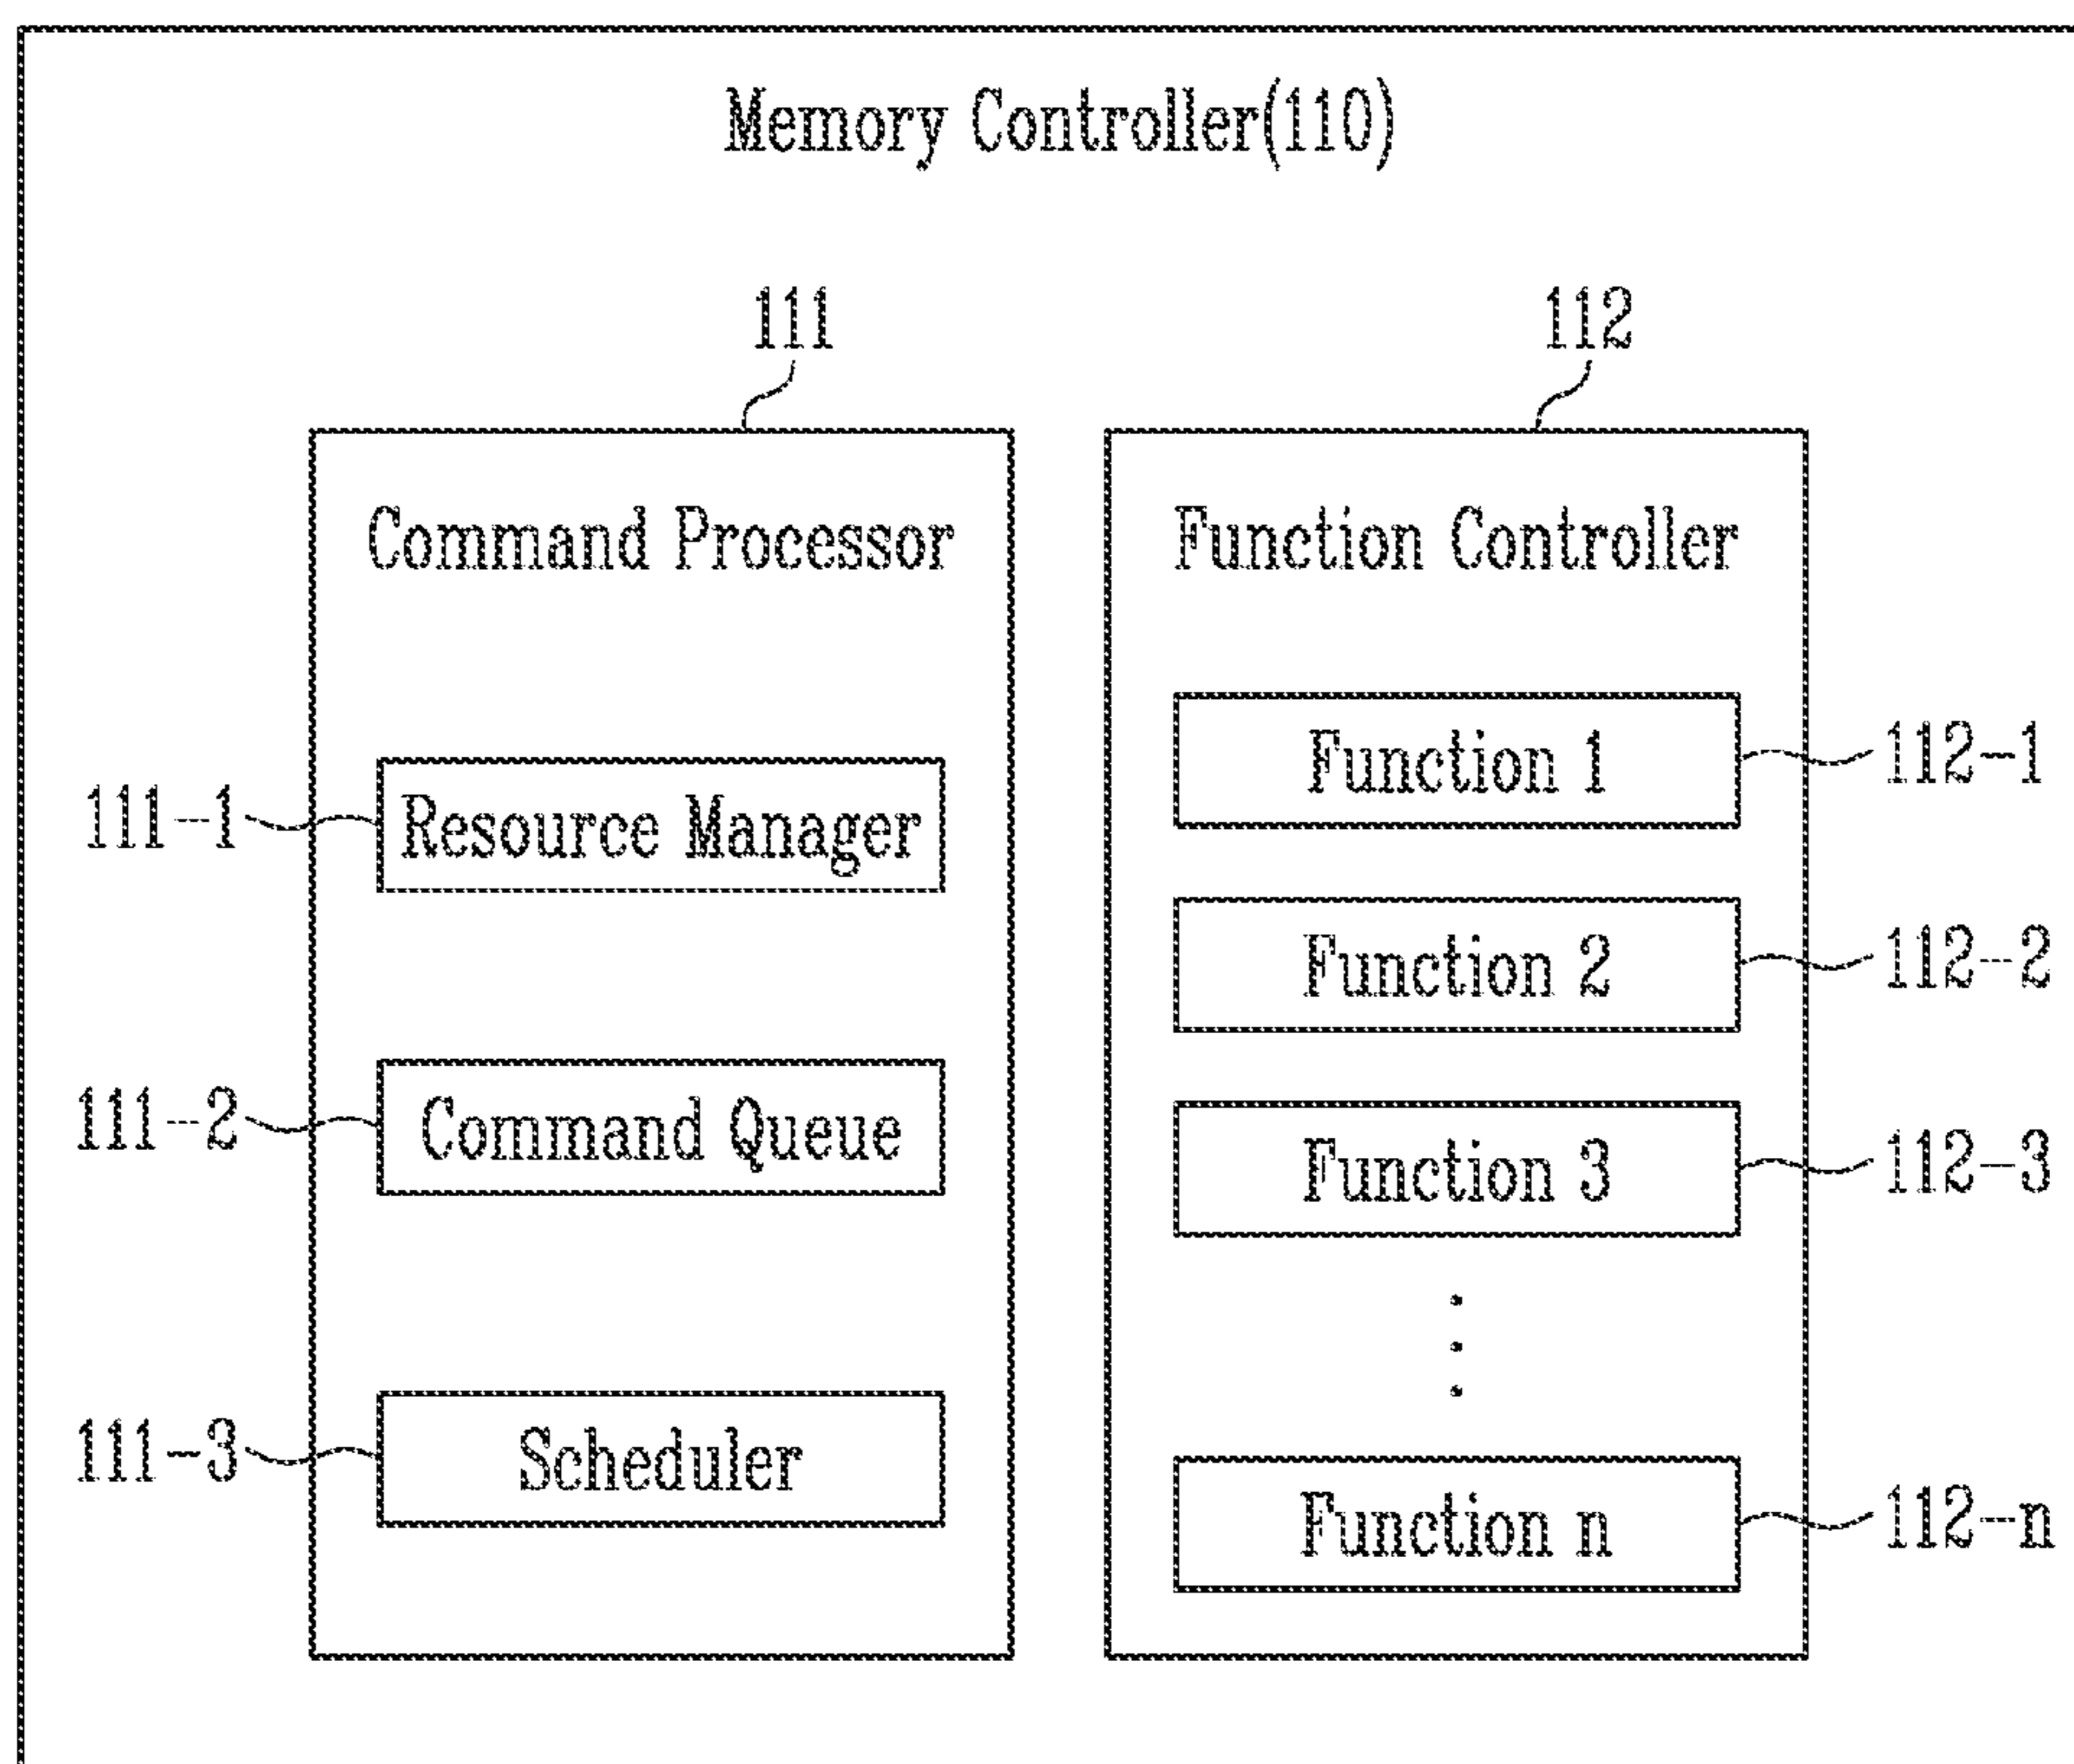 Memory Controller(110)
111
112
Command Processor
Function Controller
111-1
Resource Manager
111-2
Command Queue
111-3
Scheduler
Function 1
112-1
Function 2
112-2
Function 3
112-3
Function n
112-n